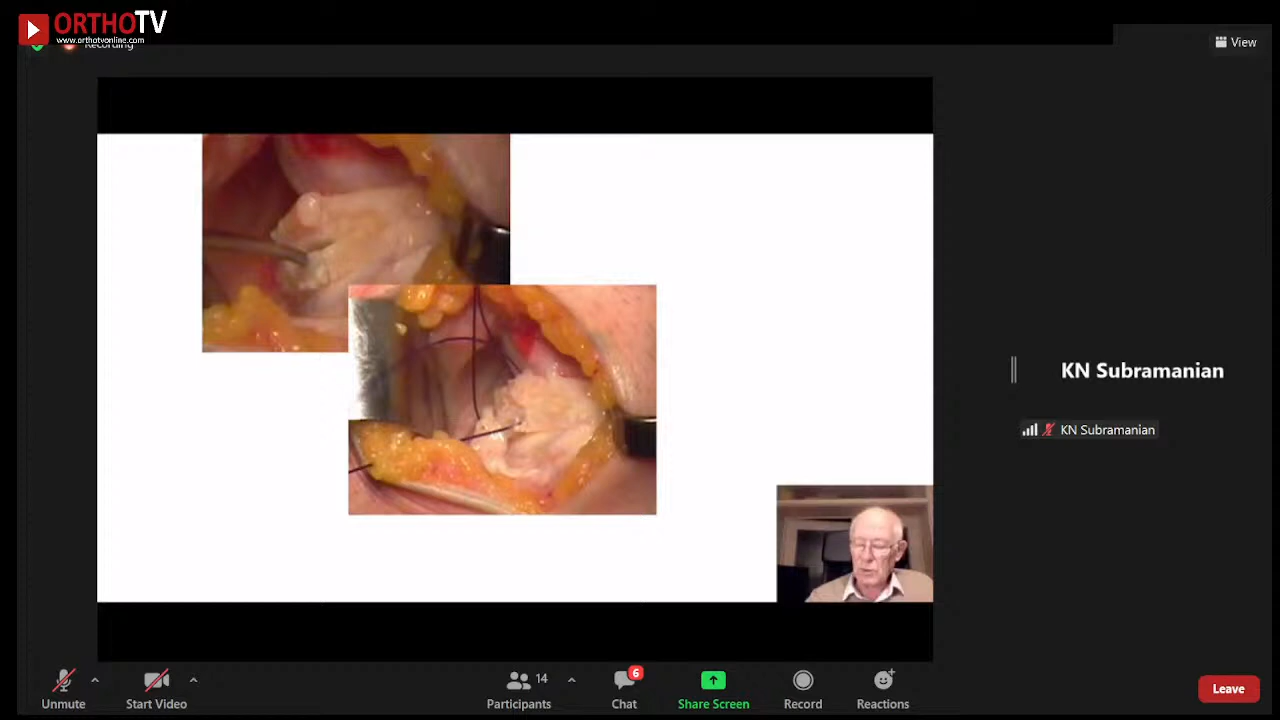 ORTHOTV
www.orthotvonline.com
Recording
View
KN Subramanian
KN Subramanian
14
6
Unmute
Start Video
Participants
Chat
Share Screen
Record
Reactions
Leave